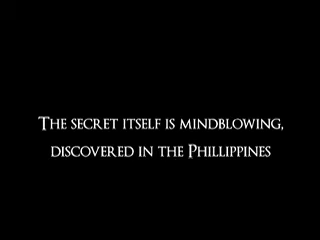 The secret itself is mindblowing,
discovered in the Phillippines